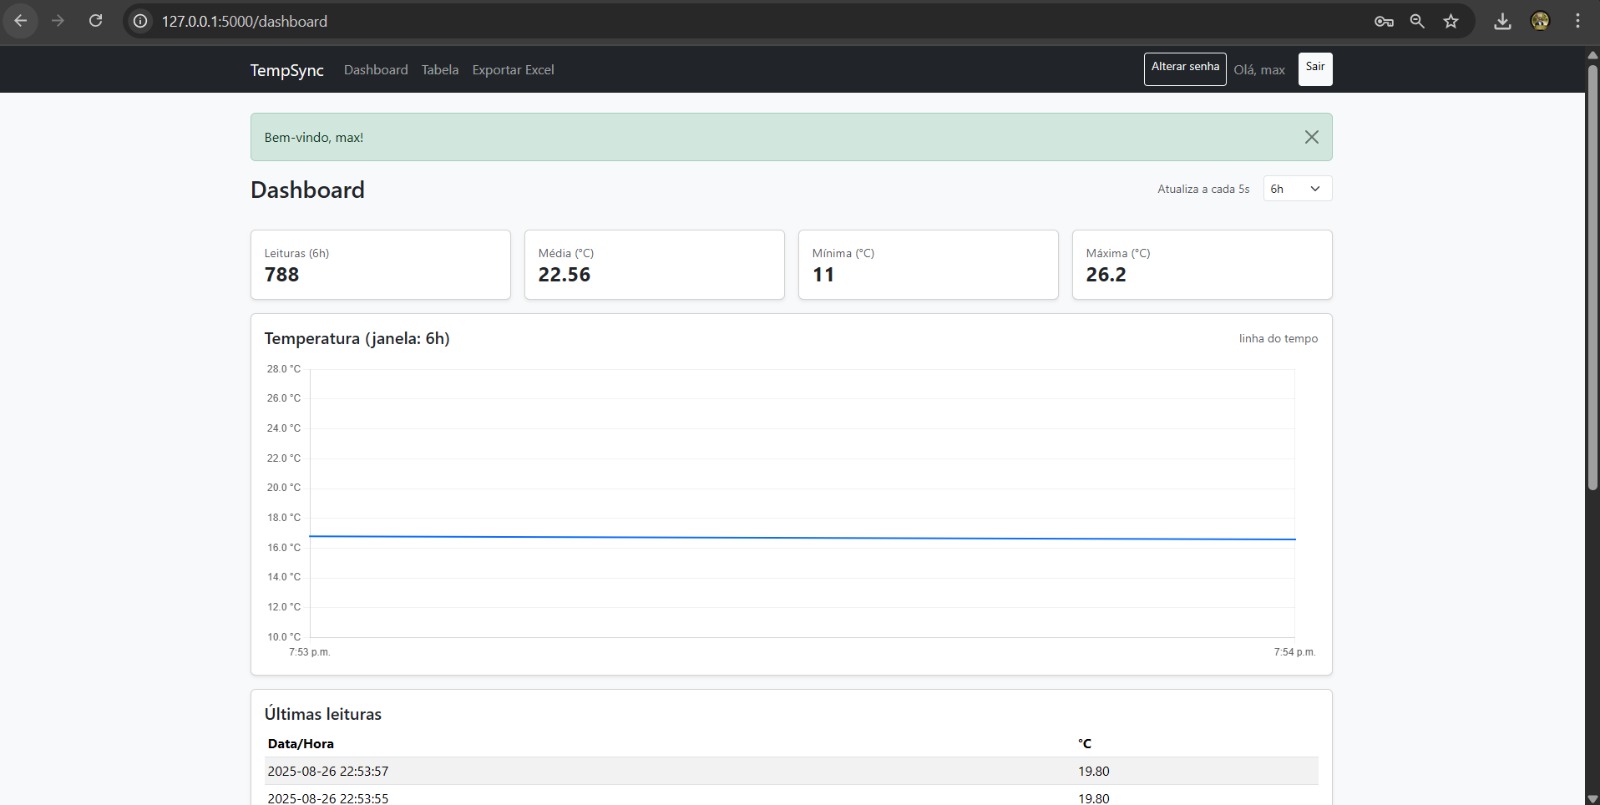 127.0.0.1:5000/dashboard
TempSync Dashboard Tabela Exportar Excel Alterar senha Olá, max Sair
Bem-vindo, max!
Dashboard
Atualiza a cada 5s 6h
Leituras (6h)
788
Média (°C)
22.56
Mínima (°C)
11
Máxima (°C)
26.2
Temperatura (janela: 6h)
linha do tempo
28.0 °C
26.0 °C
24.0 °C
22.0 °C
20.0 °C
18.0 °C
16.0 °C
14.0 °C
12.0 °C
10.0 °C
7:53 p.m. 7:54 p.m.
Últimas leituras
Data/Hora °C
2025-08-26 22:53:57 19.80
2025-08-26 22:53:55 19.80